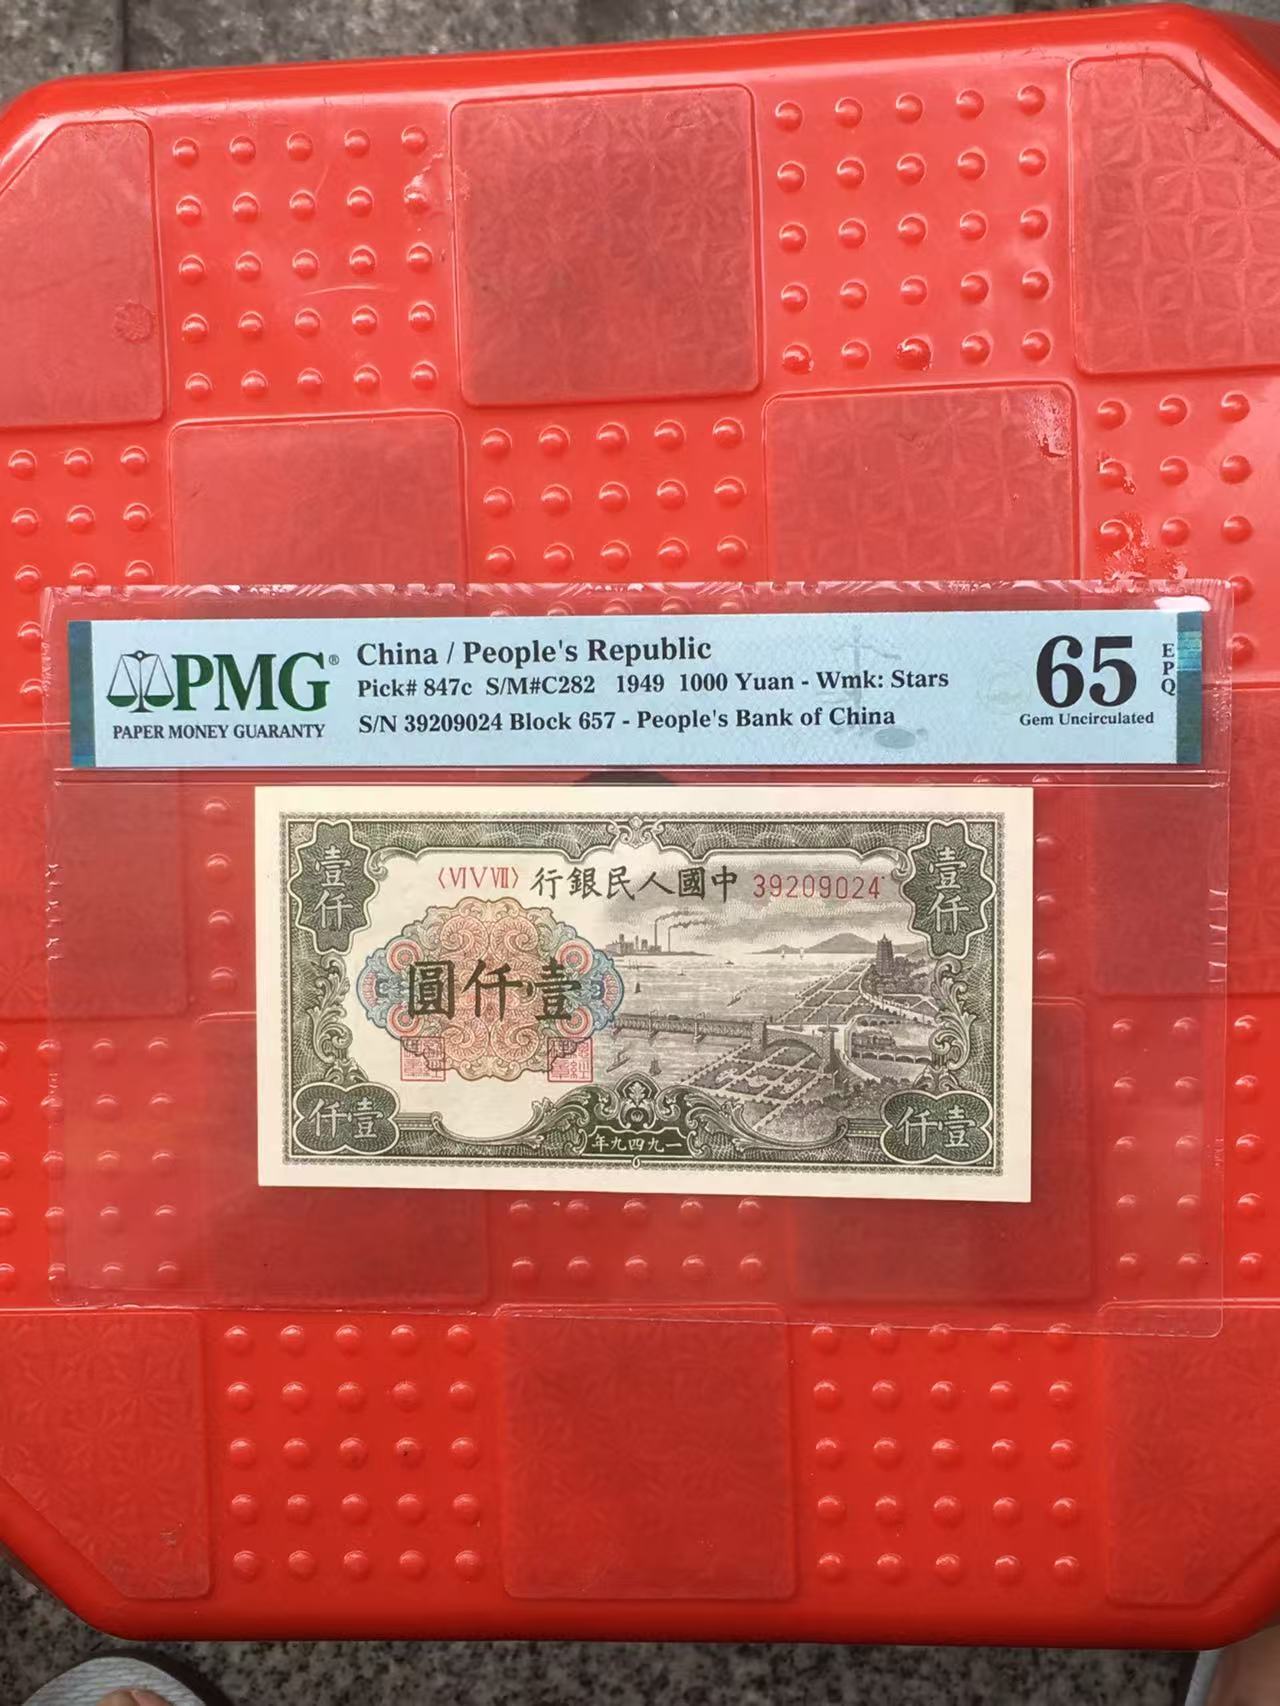 PMG®
PAPER MONEY GUARANTY
China / People's Republic
Pick# 847c S/M#C282 1949 1000 Yuan - Wmk: Stars
S/N 39209024 Block 657 - People's Bank of China
65
EPQ
Gem Uncirculated
壹仟
壹仟
〈VI V VII〉
行銀民人國中
39209024
圓仟壹
仟壹
仟壹
年九四九一
6